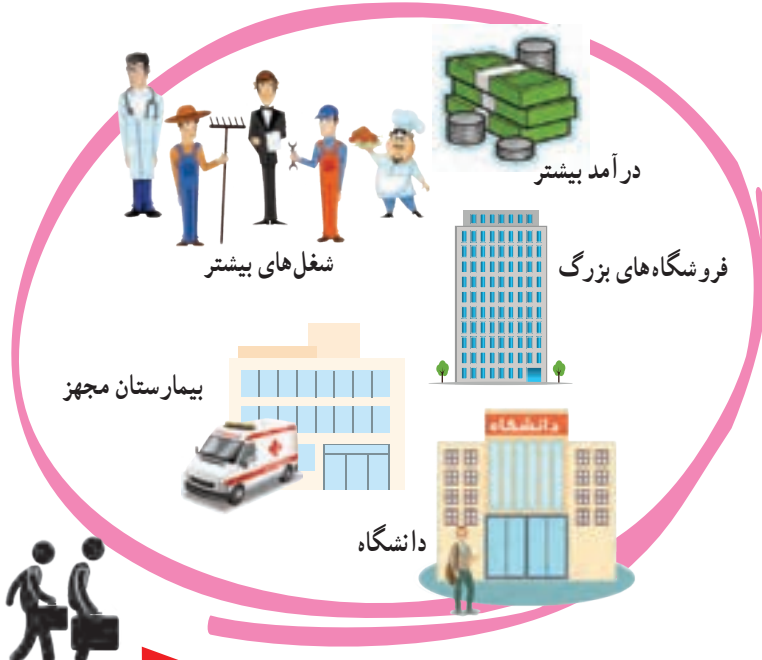 درآمد بیشتر
شغل‌های بیشتر
فروشگاه‌های بزرگ
بیمارستان مجهز
دانشگاه
دانشگاه